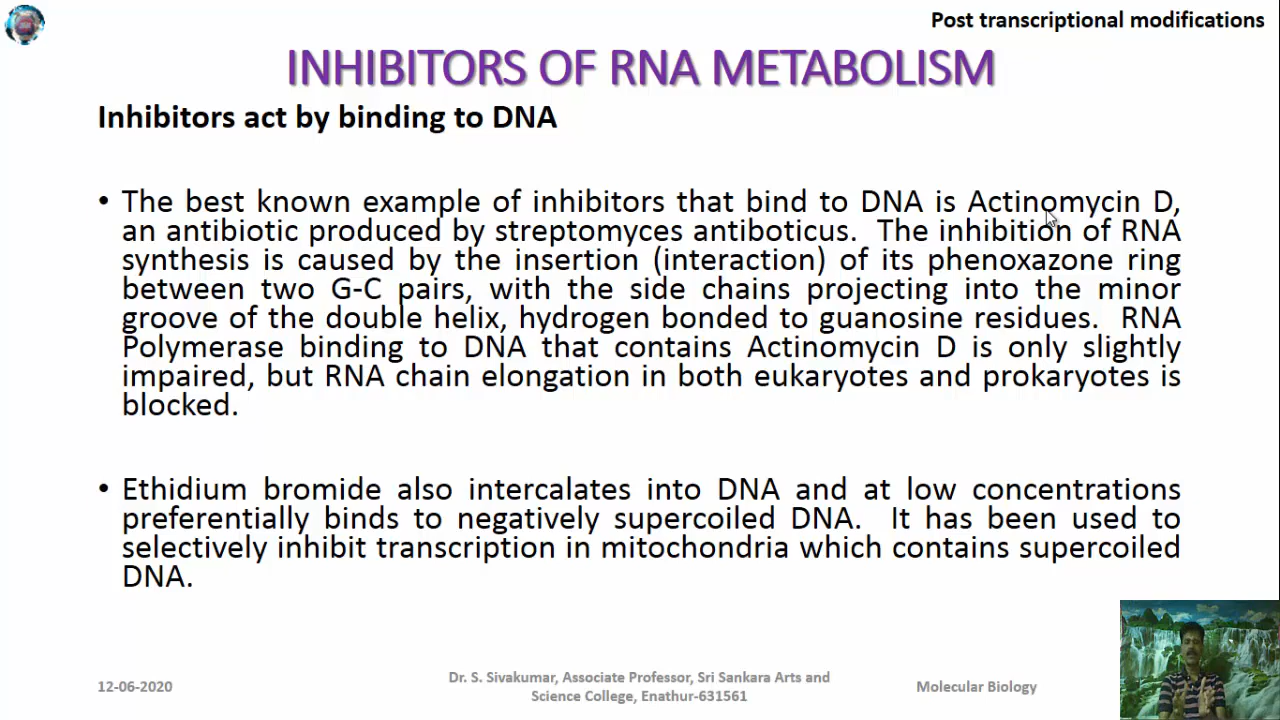 Post transcriptional modifications
INHIBITORS OF RNA METABOLISM
Inhibitors act by binding to DNA
• The best known example of inhibitors that bind to DNA is Actinomycin D,
an antibiotic produced by streptomyces antiboticus. The inhibition of RNA
synthesis is caused by the insertion (interaction) of its phenoxazone ring
between two G-C pairs, with the side chains projecting into the minor
groove of the double helix, hydrogen bonded to guanosine residues. RNA
Polymerase binding to DNA that contains Actinomycin D is only slightly
impaired, but RNA chain elongation in both eukaryotes and prokaryotes is
blocked.
• Ethidium bromide also intercalates into DNA and at low concentrations
preferentially binds to negatively supercoiled DNA. It has been used to
selectively inhibit transcription in mitochondria which contains supercoiled
DNA.
12-06-2020
Dr. S. Sivakumar, Associate Professor, Sri Sankara Arts and
Science College, Enathur-631561
Molecular Biology